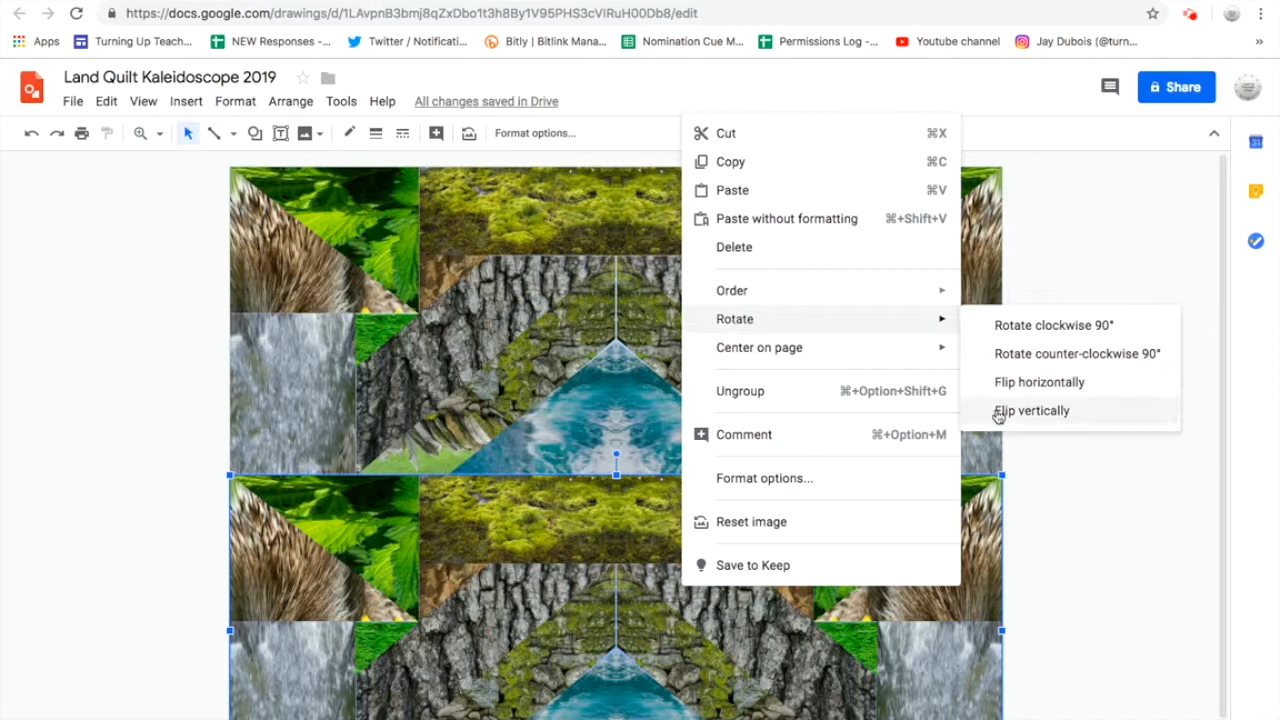 https://docs.google.com/drawings/d/1LAvpnB3bmj8qZxDbo1t3h8By1V95PHS3cVlRuH00Db8/edit
Apps Turning Up Teach... NEW Responses -... Twitter / Notificati... Bitly | Bitlink Mana... Nomination Cue M... Permissions Log -... Youtube channel Jay Dubois (@turn... »
Land Quilt Kaleidoscope 2019
File Edit View Insert Format Arrange Tools Help All changes saved in Drive
Share
Format options...
Cut ⌘X
Copy ⌘C
Paste ⌘V
Paste without formatting ⌘+Shift+V
Delete
Order
Rotate
Center on page
Ungroup ⌘+Option+Shift+G
Comment ⌘+Option+M
Format options...
Reset image
Save to Keep
Rotate clockwise 90°
Rotate counter-clockwise 90°
Flip horizontally
Flip vertically
31